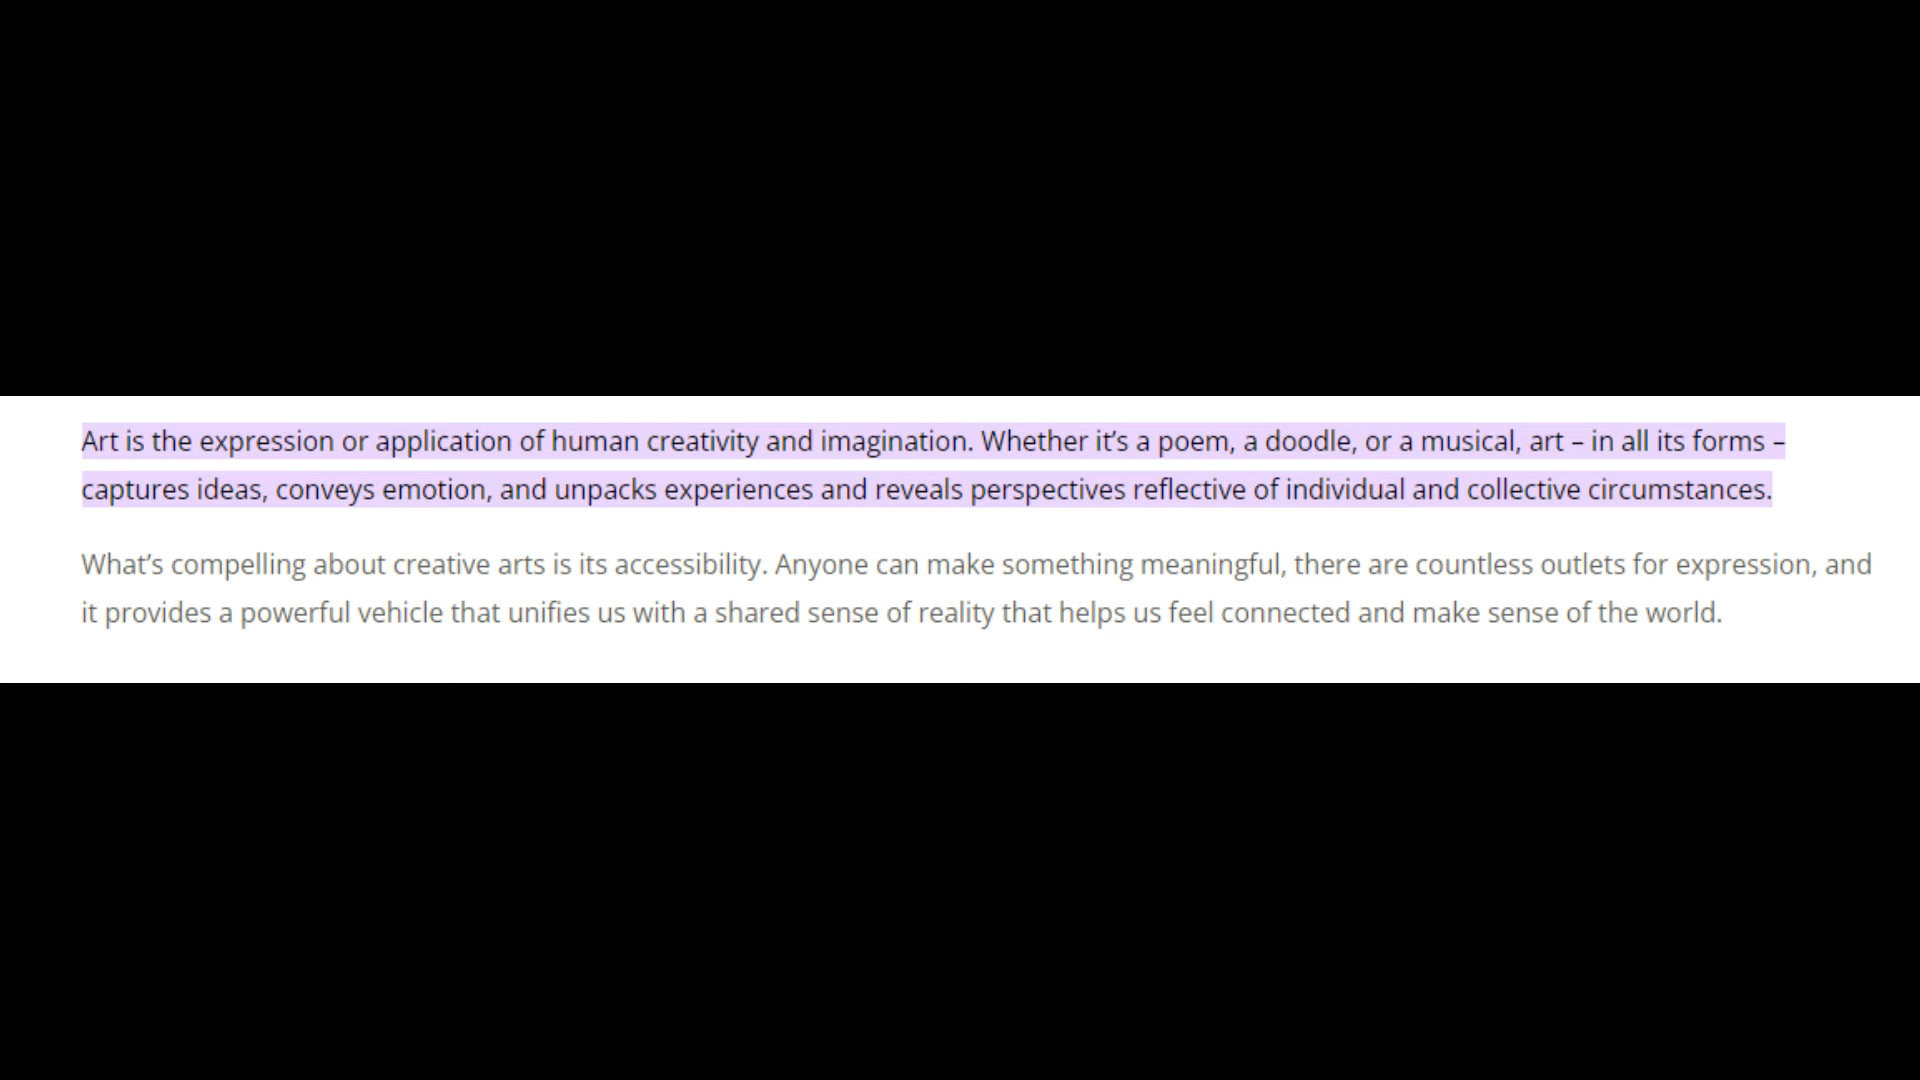 Art is the expression or application of human creativity and imagination. Whether it’s a poem, a doodle, or a musical, art – in all its forms –
captures ideas, conveys emotion, and unpacks experiences and reveals perspectives reflective of individual and collective circumstances.
What’s compelling about creative arts is its accessibility. Anyone can make something meaningful, there are countless outlets for expression, and
it provides a powerful vehicle that unifies us with a shared sense of reality that helps us feel connected and make sense of the world.